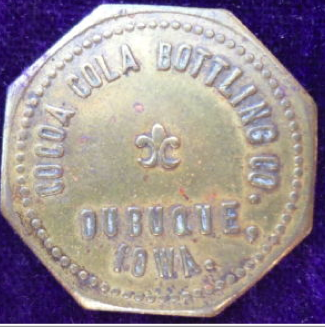 COCOA COLA BOTTLING CO.
DUBUQUE,
IOWA.